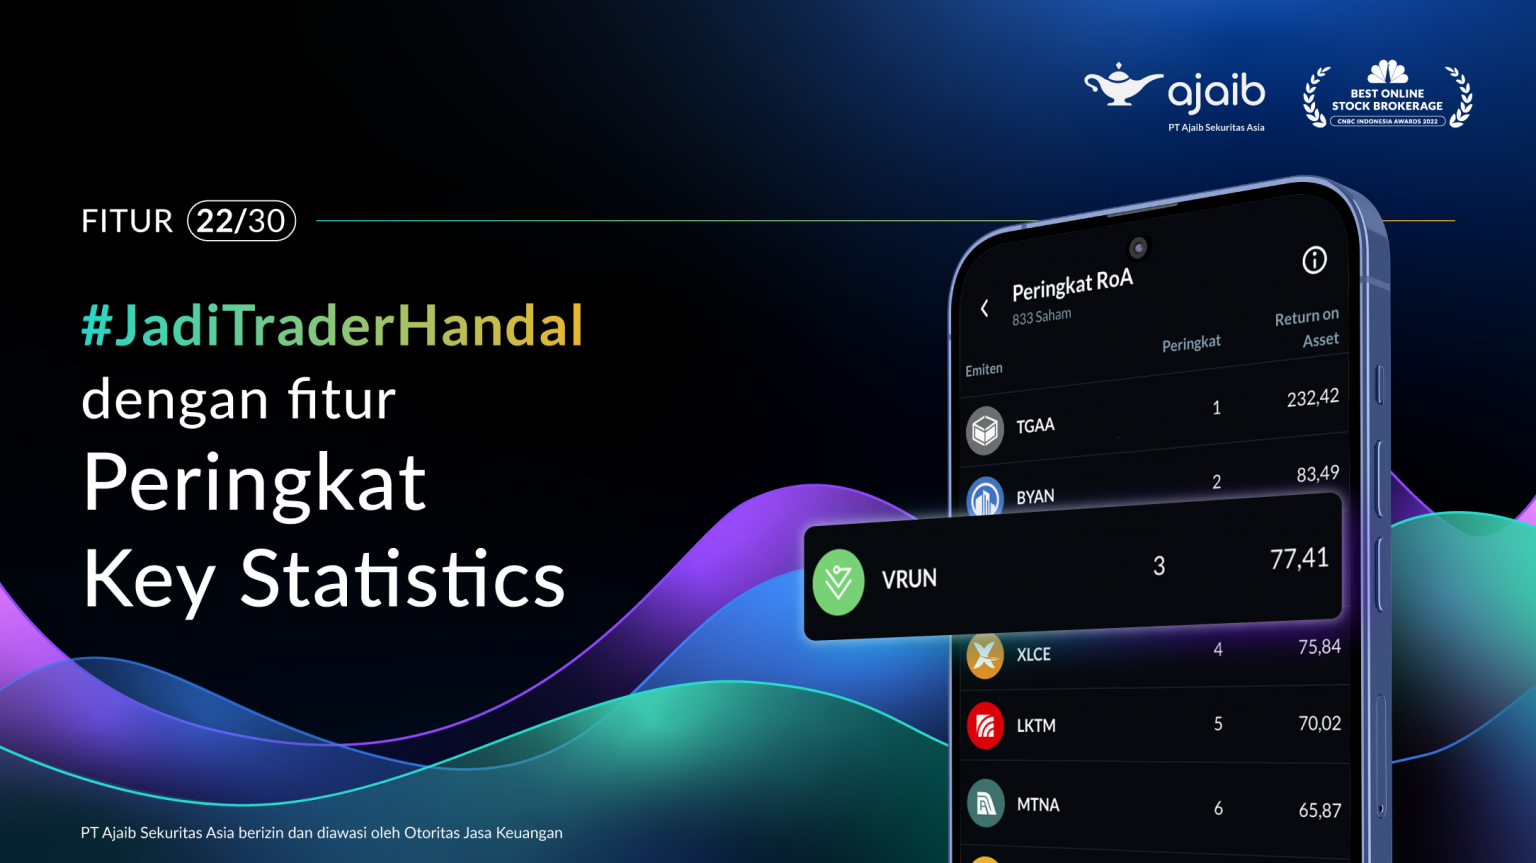 ajaib
PT Ajaib Sekuritas Asia
BEST ONLINE
STOCK BROKERAGE
CNBC INDONESIA AWARDS 2022
FITUR 22/30
#JadiTraderHandal
dengan fitur
Peringkat
Key Statistics
PT Ajaib Sekuritas Asia berizin dan diawasi oleh Otoritas Jasa Keuangan
Peringkat RoA
833 Saham
Emiten Peringkat Return on
Asset
TGAA 1 232,42
BYAN 2 83,49
VRUN 3 77,41
XLCE 4 75,84
LKTM 5 70,02
MTNA 6 65,87